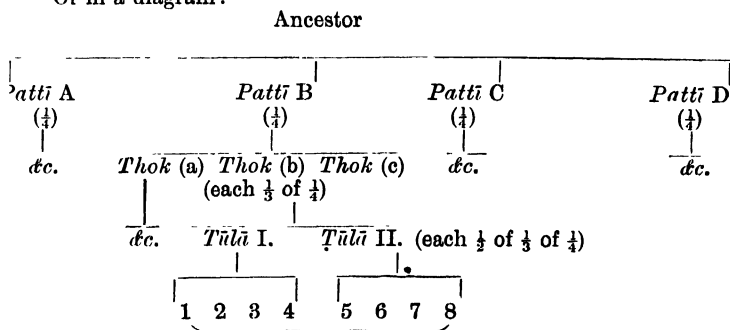 Or in a diagram:
Ancestor
Pattī A Pattī B Pattī C Pattī D
(¼) (¼) (¼) (¼)
&c. Thok (a) Thok (b) Thok (c) &c. &c.
(each ⅓ of ¼)
&c. Tūlā I. Tūlā II. (each ½ of ⅓ of ¼)
1 2 3 4 5 6 7 8